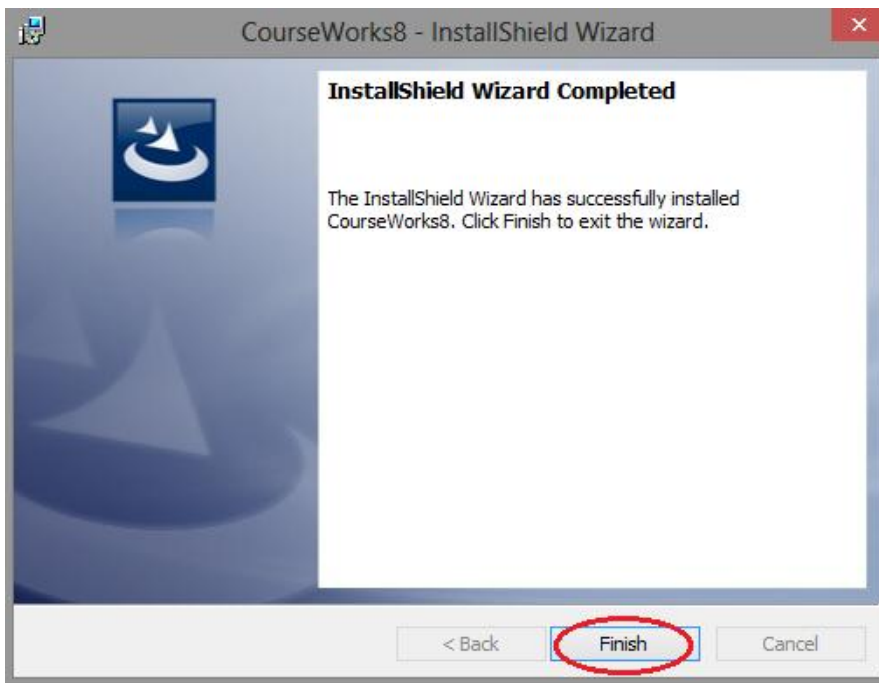 CourseWorks8 - InstallShield Wizard
InstallShield Wizard Completed
The InstallShield Wizard has successfully installed
CourseWorks8. Click Finish to exit the wizard.
< Back Finish Cancel